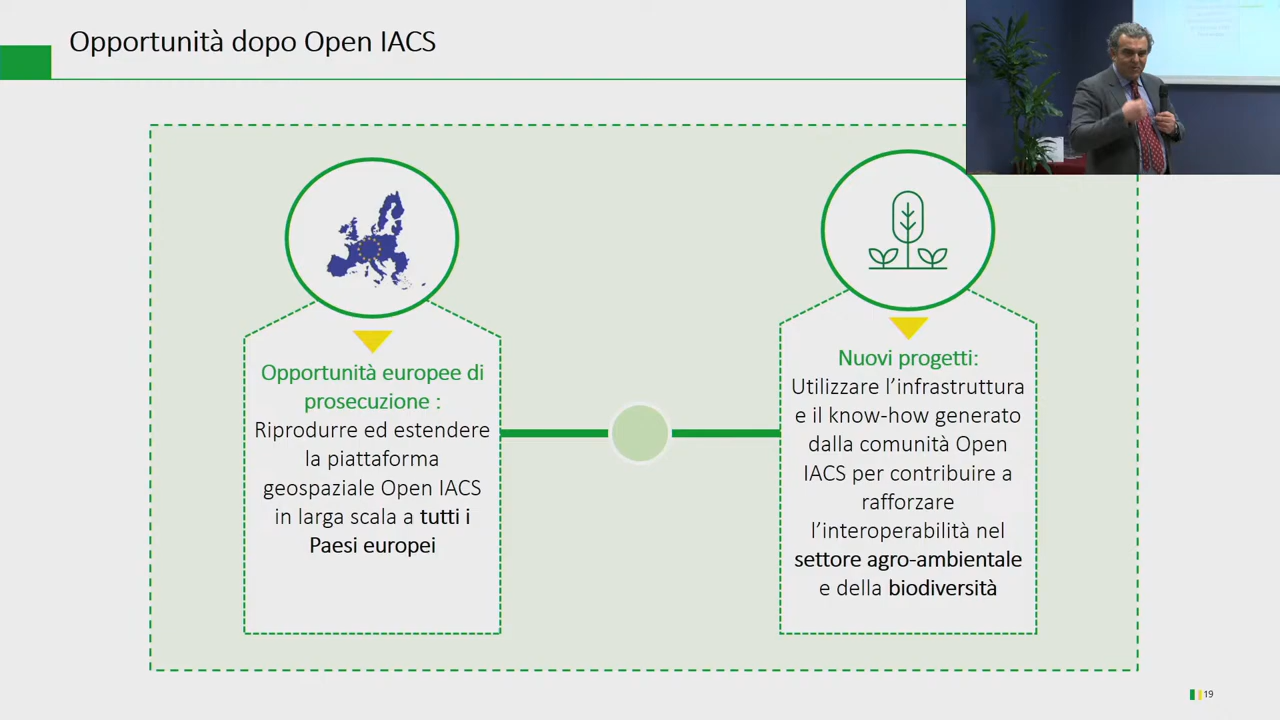 Opportunità dopo Open IACS
Opportunità europee di
prosecuzione :
Riprodurre ed estendere
la piattaforma
geospaziale Open IACS
in larga scala a tutti i
Paesi europei
Nuovi progetti:
Utilizzare l’infrastruttura
e il know-how generato
dalla comunità Open
IACS per contribuire a
rafforzare
l’interoperabilità nel
settore agro-ambientale
e della biodiversità
19